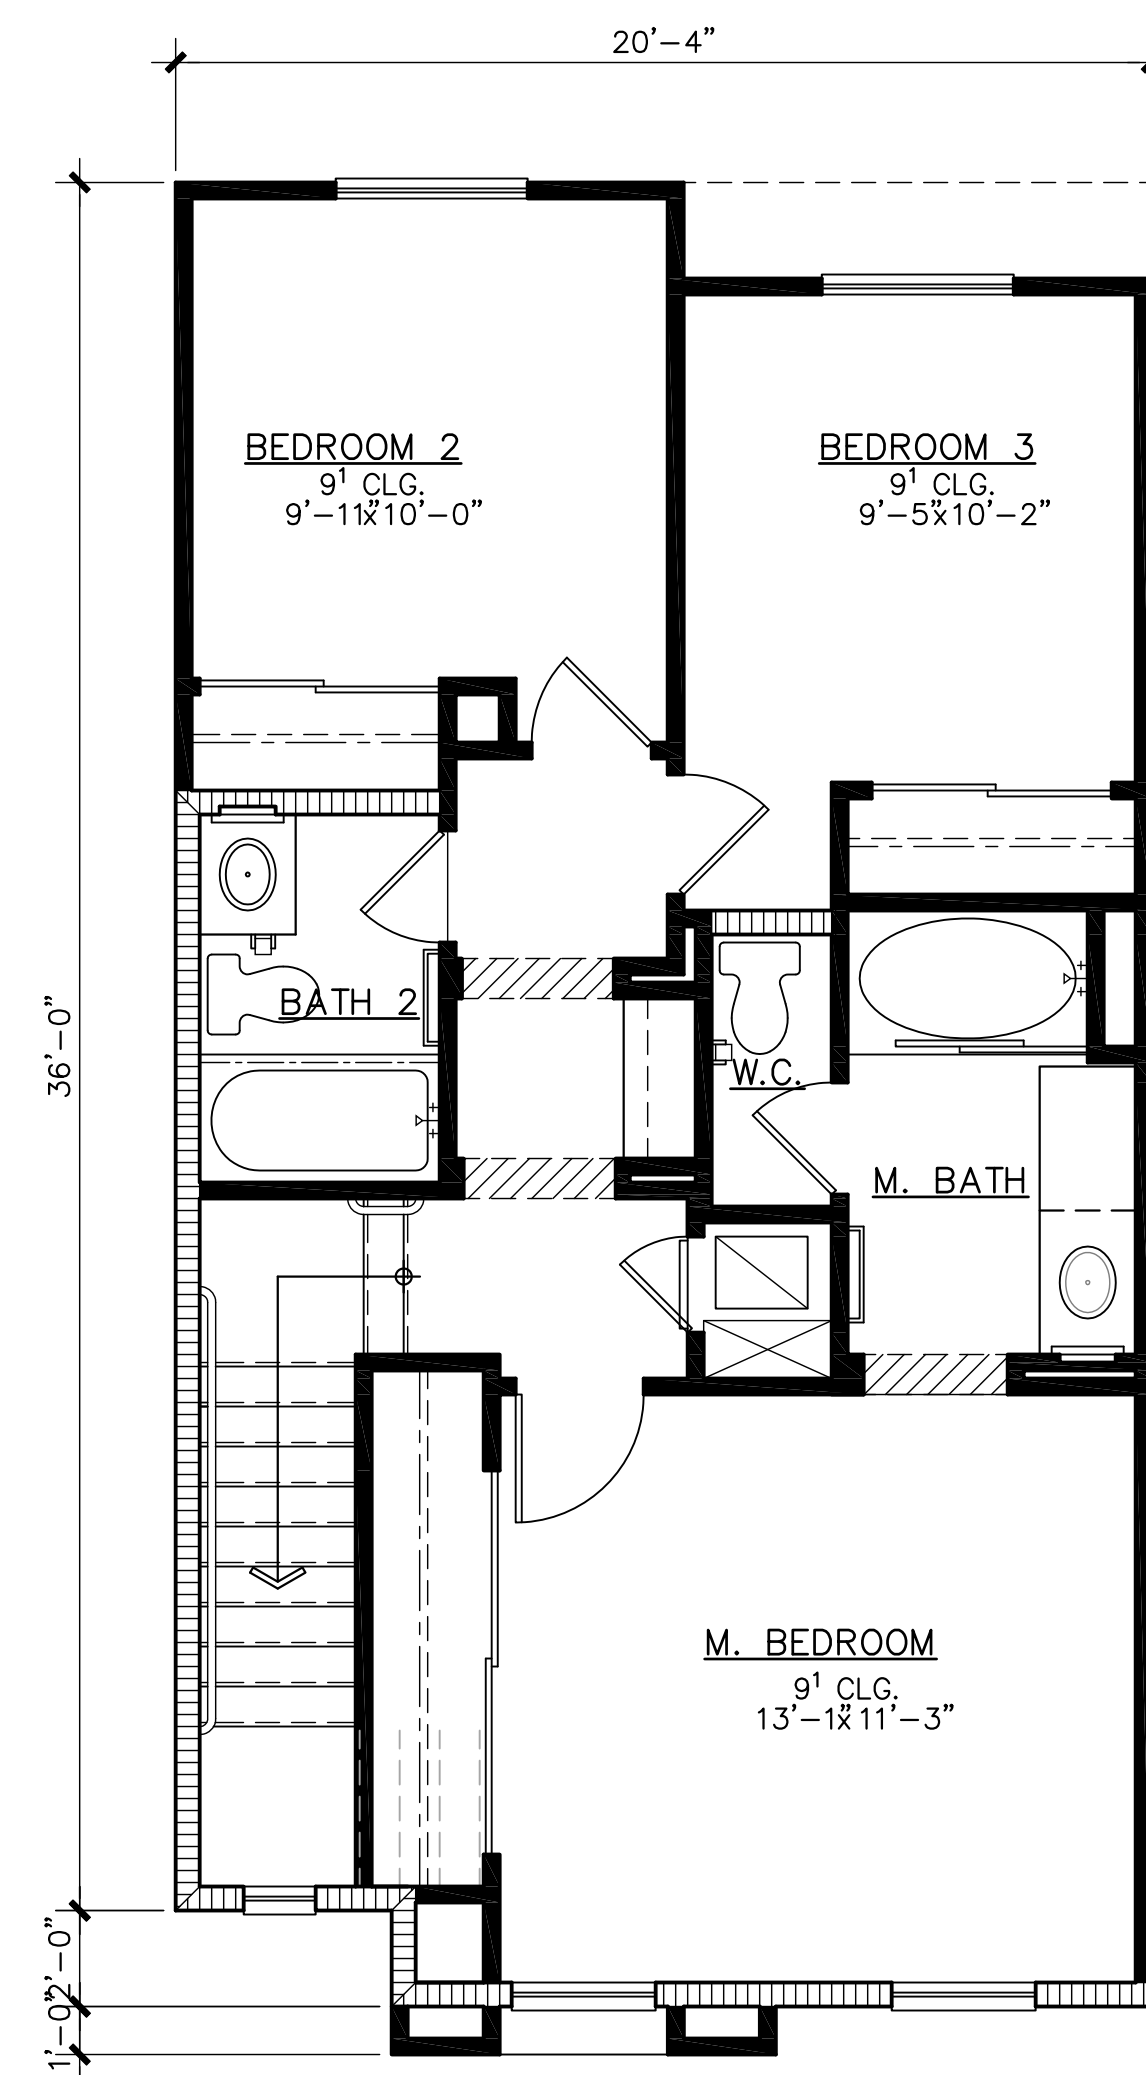 20'-4"
BEDROOM 2
9' CLG.
9'-11"x10'-0"
BEDROOM 3
9' CLG.
9'-5"x10'-2"
36'-0"
BATH 2
W.C.
M. BATH
M. BEDROOM
9' CLG.
13'-1"x11'-3"
2'-0"
1'-0"